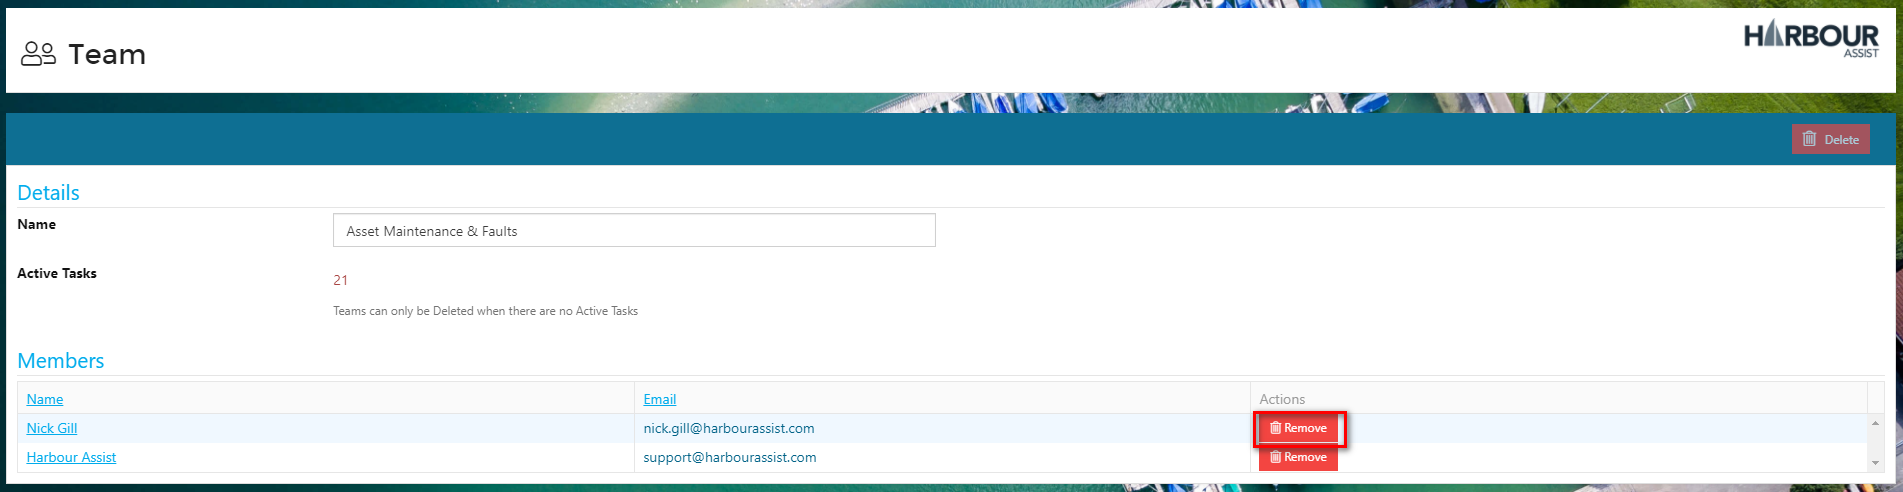 Team
HARBOUR
ASSIST
Delete
Details
Name
Asset Maintenance & Faults
Active Tasks
21
Teams can only be Deleted when there are no Active Tasks
Members
Name Email Actions
Nick Gill nick.gill@harbourassist.com Remove
Harbour Assist support@harbourassist.com Remove